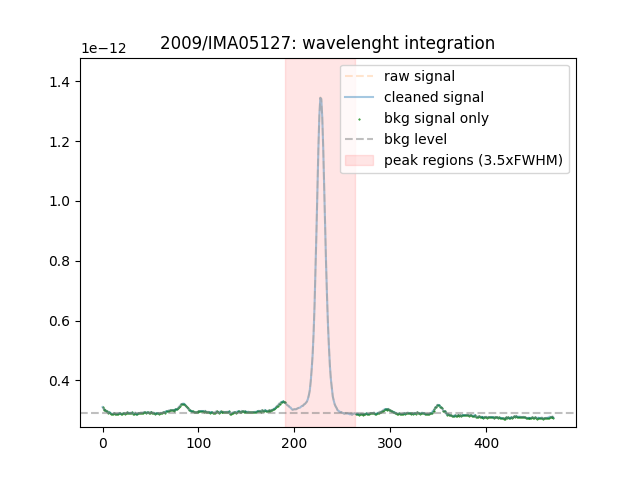 2009/IMA05127: wavelenght integration
1e−12
raw signal
cleaned signal
bkg signal only
bkg level
peak regions (3.5xFWHM)
1.4
1.2
1.0
0.8
0.6
0.4
0 100 200 300 400